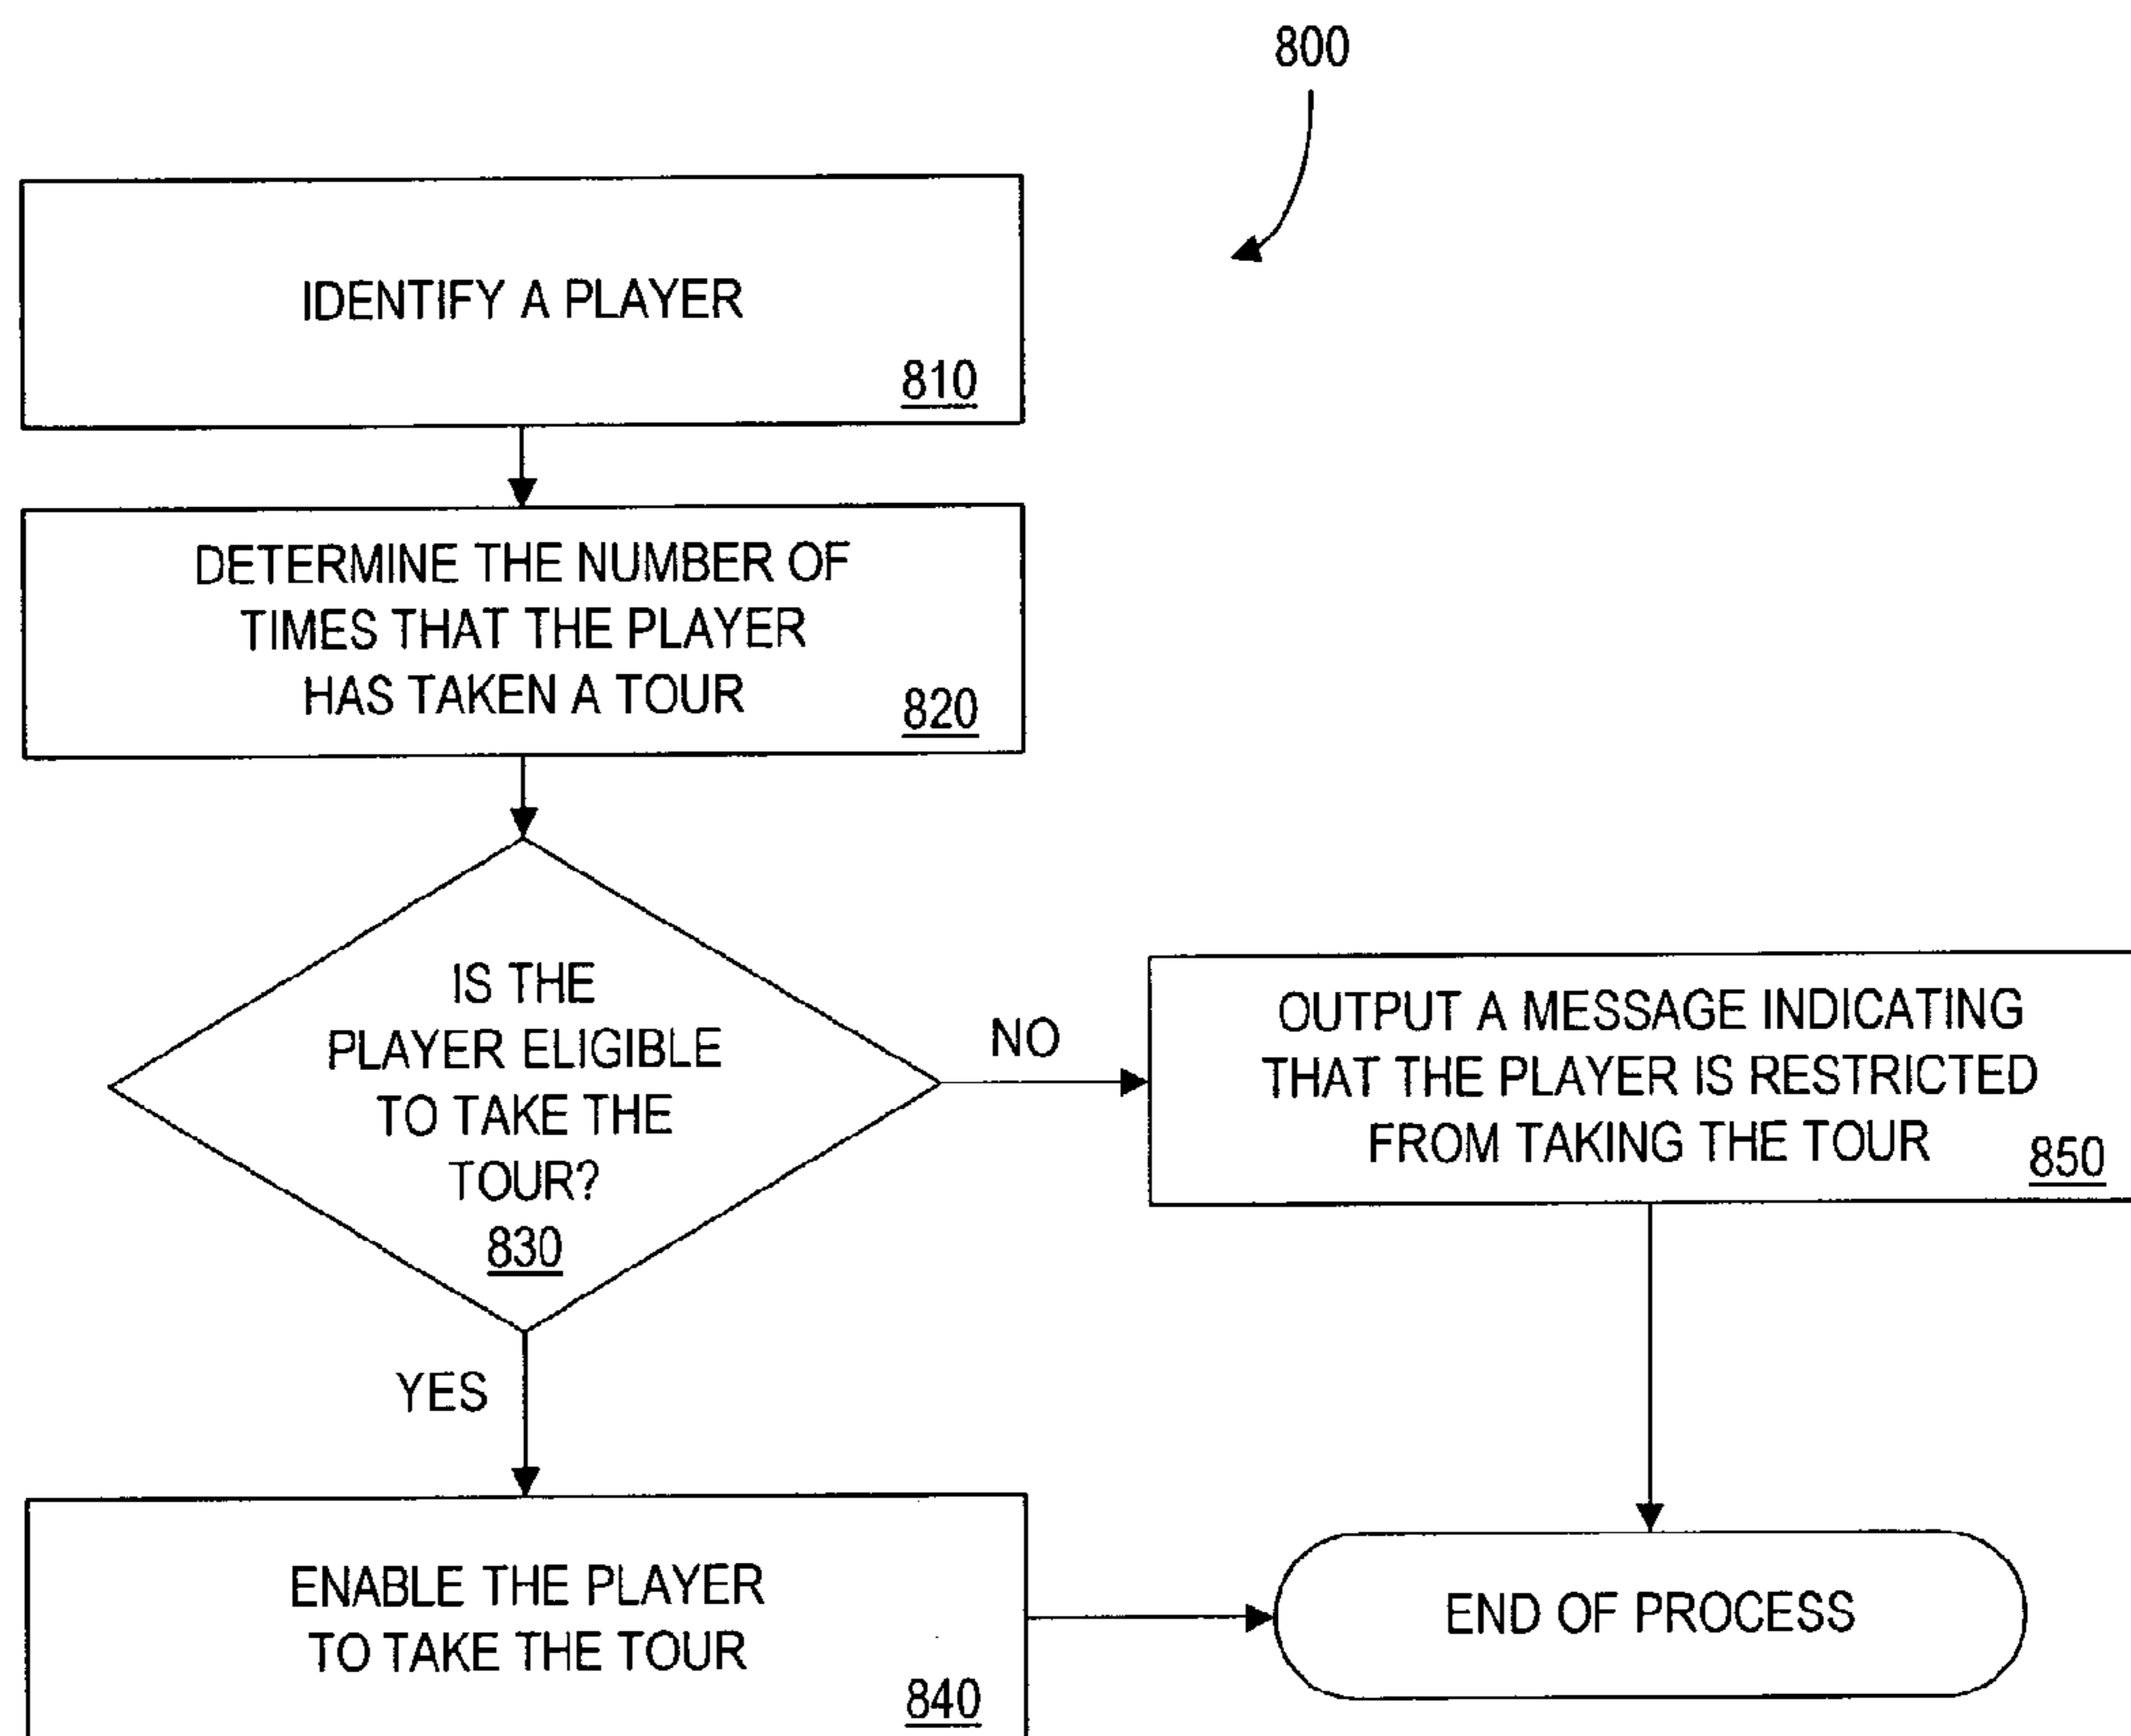 800
IDENTIFY A PLAYER
810
DETERMINE THE NUMBER OF
TIMES THAT THE PLAYER
HAS TAKEN A TOUR
820
IS THE
PLAYER ELIGIBLE
TO TAKE THE
TOUR?
830
NO
OUTPUT A MESSAGE INDICATING
THAT THE PLAYER IS RESTRICTED
FROM TAKING THE TOUR
850
YES
ENABLE THE PLAYER
TO TAKE THE TOUR
840
END OF PROCESS